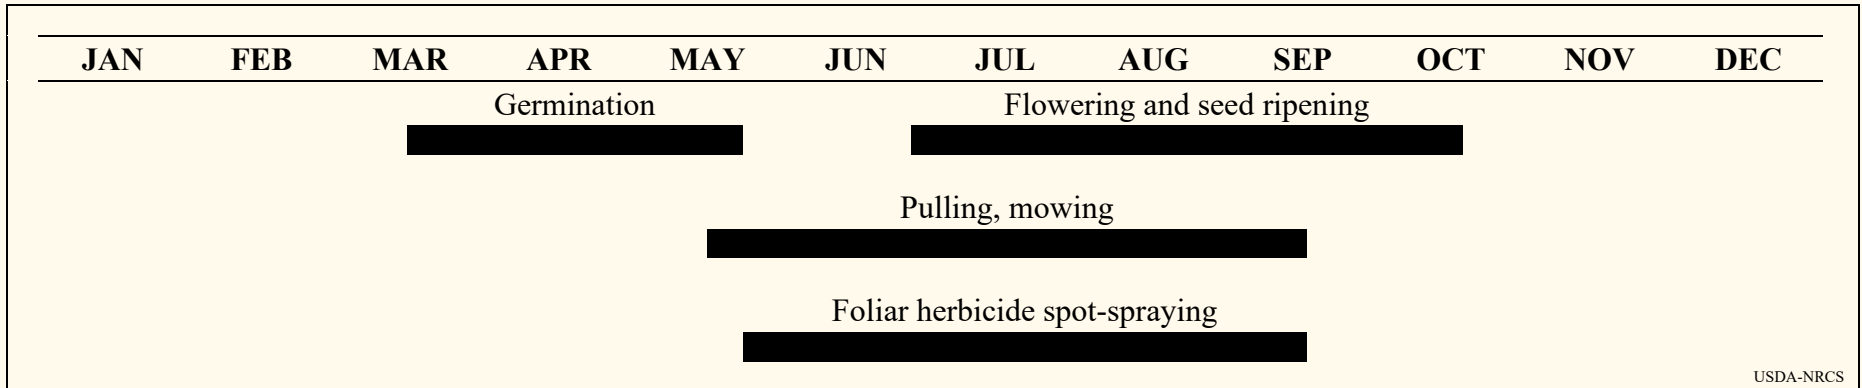 JAN FEB MAR APR MAY JUN JUL AUG SEP OCT NOV DEC
Germination Flowering and seed ripening
Pulling, mowing
Foliar herbicide spot-spraying
USDA-NRCS